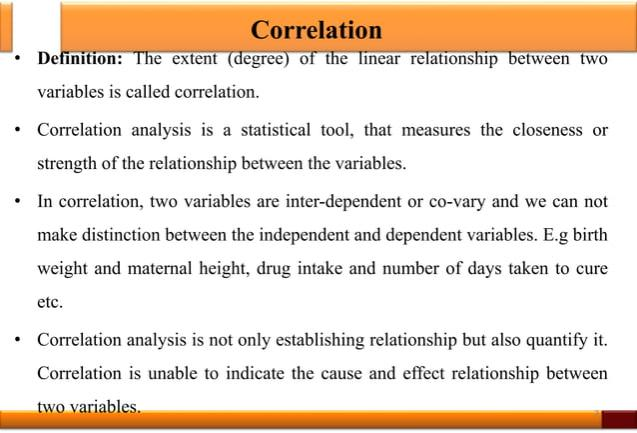 Correlation
• Definition: The extent (degree) of the linear relationship between two
variables is called correlation.
• Correlation analysis is a statistical tool, that measures the closeness or
strength of the relationship between the variables.
• In correlation, two variables are inter-dependent or co-vary and we can not
make distinction between the independent and dependent variables. E.g birth
weight and maternal height, drug intake and number of days taken to cure
etc.
• Correlation analysis is not only establishing relationship but also quantify it.
Correlation is unable to indicate the cause and effect relationship between
two variables.